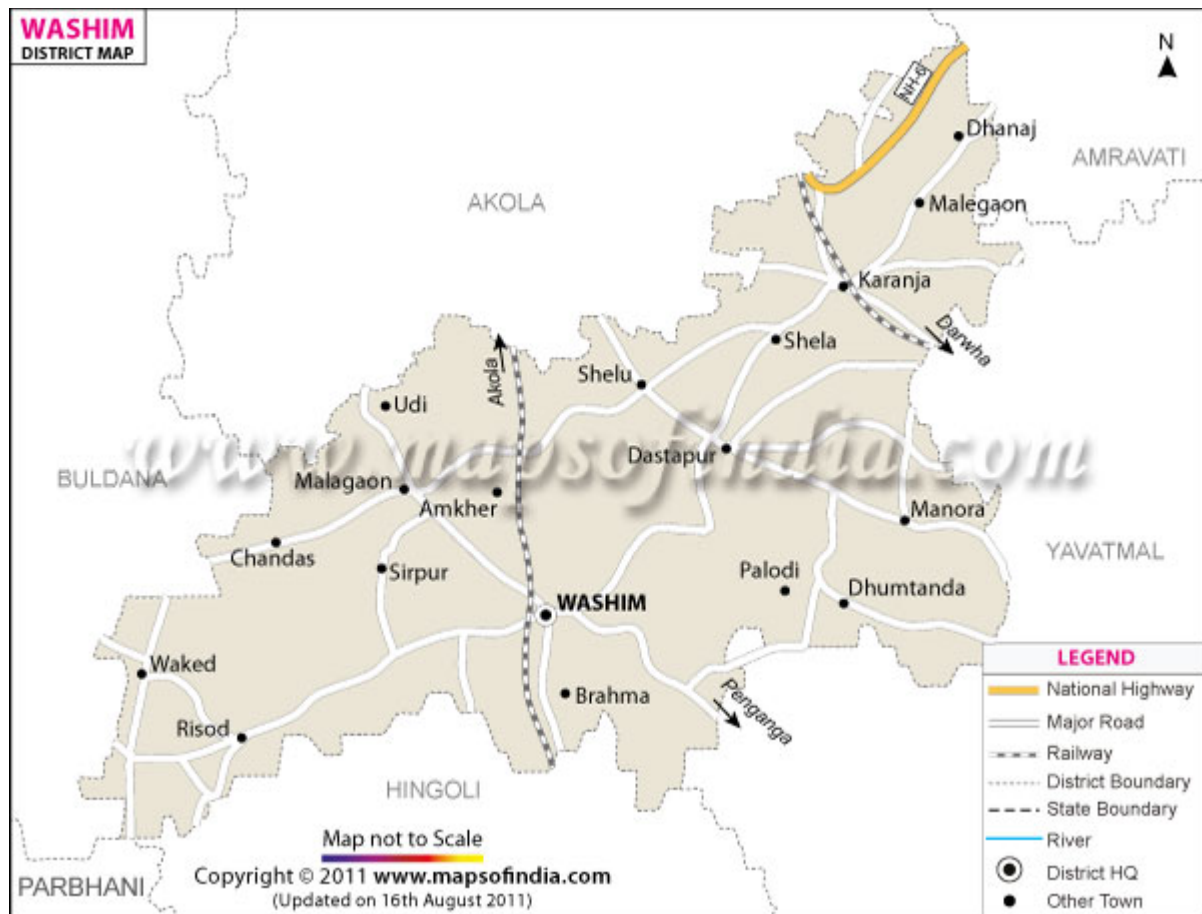 WASHIM
DISTRICT MAP
N
NH-6
Dhanaj
AMRAVATI
AKOLA
Malegaon
Karanja
Darwha
Shela
Akola
Shelu
Udi
www.mapsofindia.com
Dastapur
BULDANA
Malagaon
Amkher
Manora
Chandas
YAVATMAL
Sirpur
Palodi
Dhumtanda
WASHIM
Waked
Brahma
Penganga
Risod
HINGOLI
LEGEND
National Highway
Major Road
Railway
District Boundary
State Boundary
River
District HQ
Other Town
Map not to Scale
PARBHANI
Copyright © 2011 www.mapsofindia.com
(Updated on 16th August 2011)